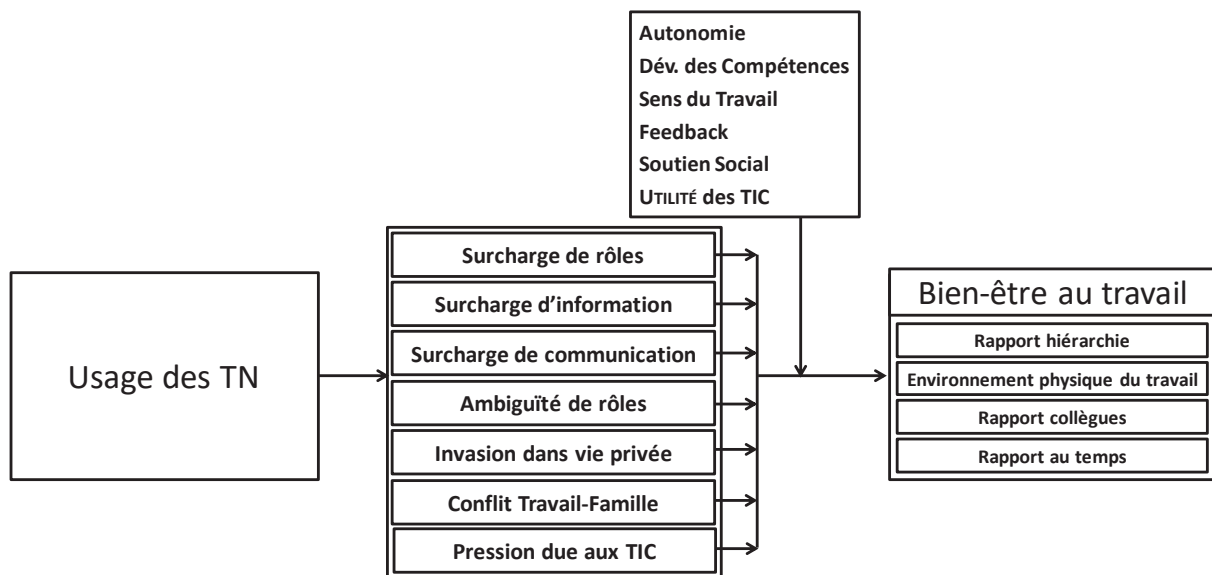 Autonomie
Dév. des Compétences
Sens du Travail
Feedback
Soutien Social
UTILITÉ des TIC
Usage des TN
Surcharge de rôles
Surcharge d'information
Surcharge de communication
Ambiguïté de rôles
Invasion dans vie privée
Conflit Travail-Famille
Pression due aux TIC
Bien-être au travail
Rapport hiérarchie
Environnement physique du travail
Rapport collègues
Rapport au temps